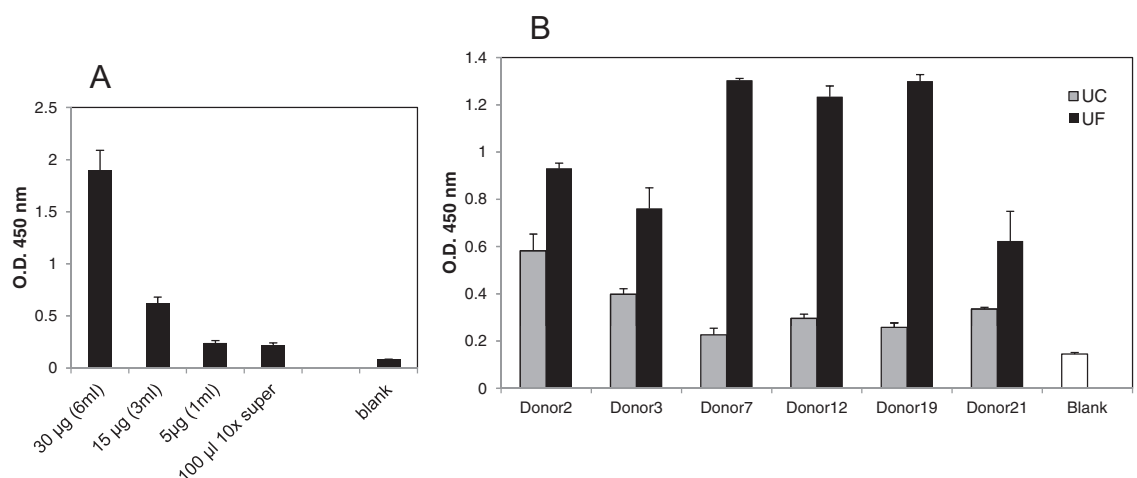 A
O.D. 450 nm
2.5
2
1.5
1
0.5
0
30 µg (6ml)
15 µg (3ml)
5µg (1ml)
100 µl 10x super
blank
B
O.D. 450 nm
1.4
1.2
1
0.8
0.6
0.4
0.2
0
UC
UF
Donor2 Donor3 Donor7 Donor12 Donor19 Donor21 Blank